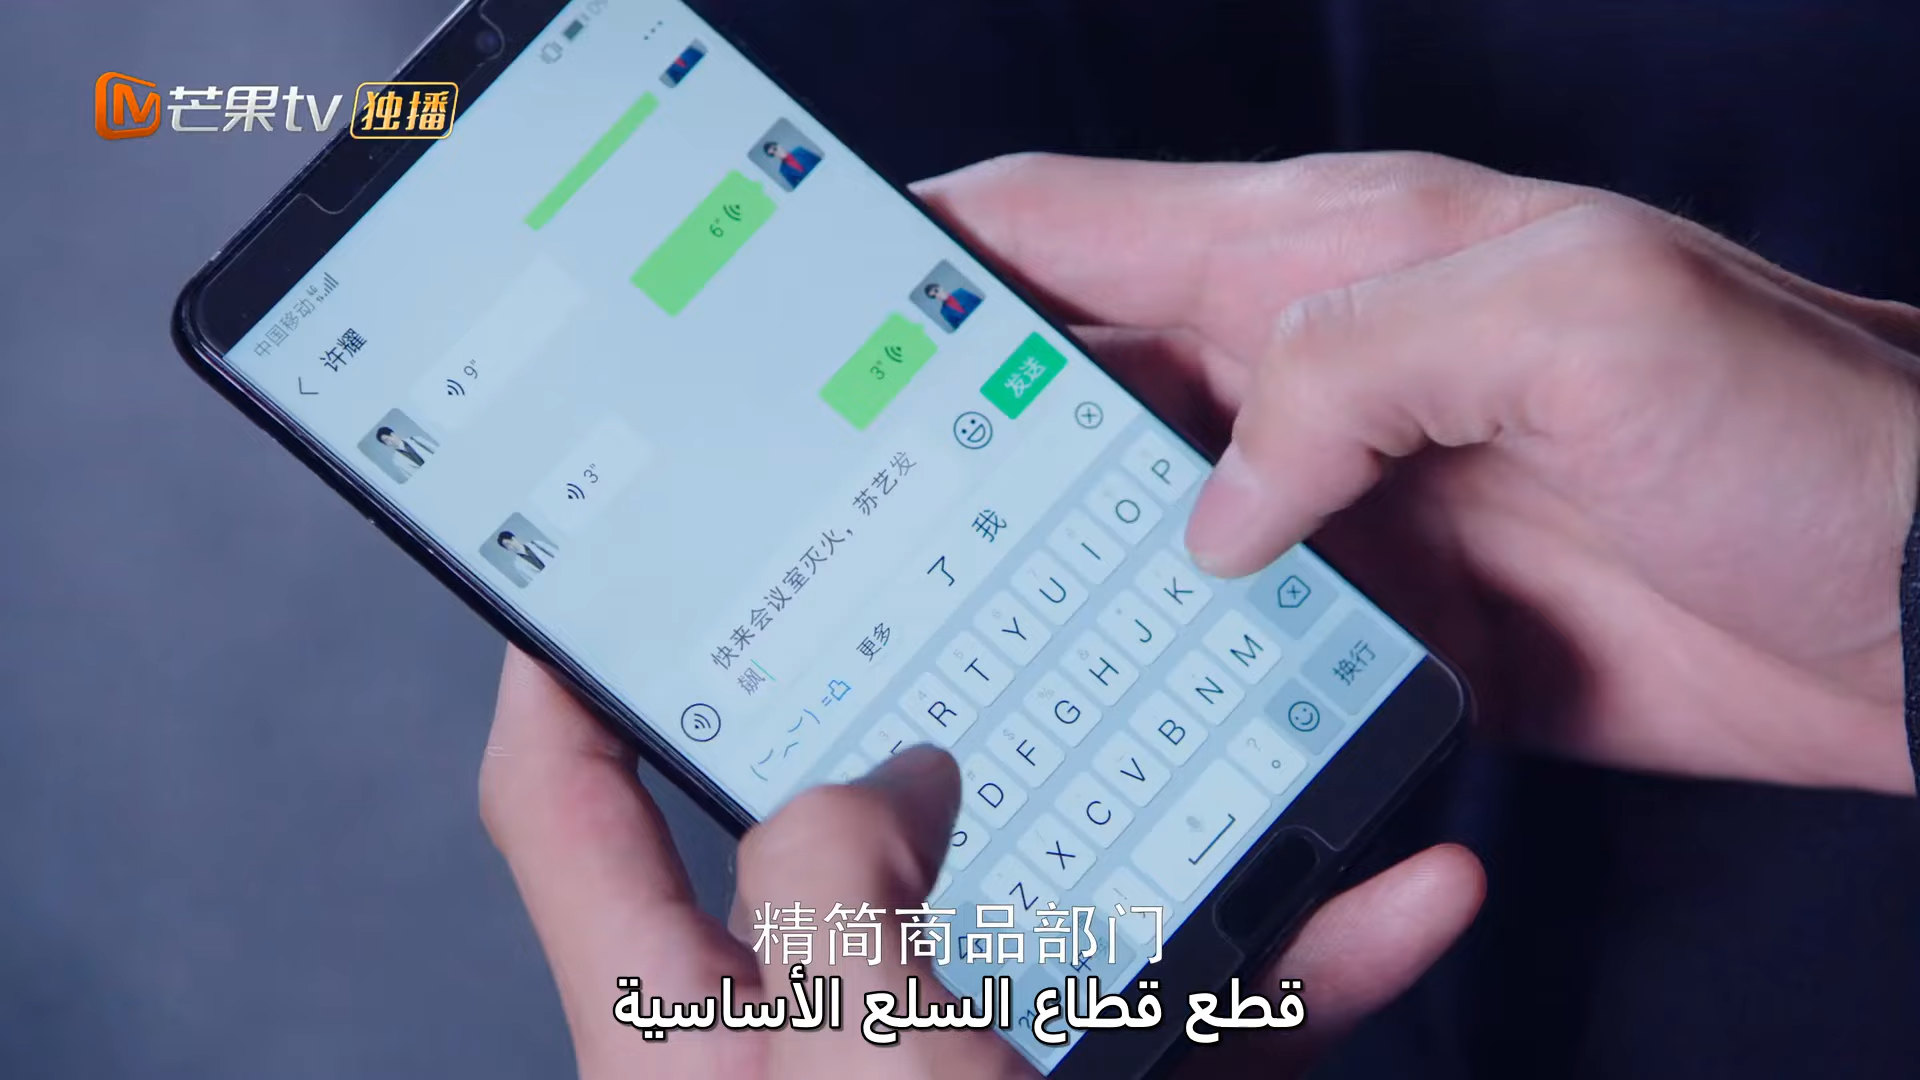 芒果tv 独播
中国移动
许耀
6"
9"
3"
3"
快来会议室灭火，苏艺发
飙
发送
更多 了 我
R T Y U I O P
S D F G H J K
Z X C V B N M
换行
精简商品部门
قطع قطاع السلع الأساسية